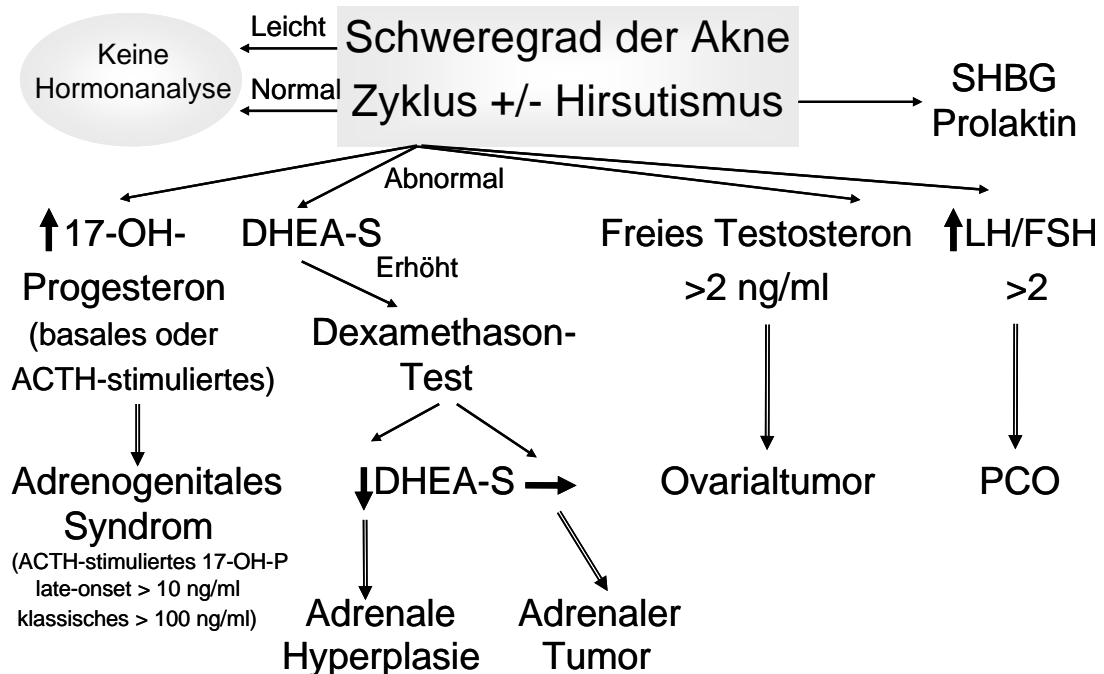 Leicht
Schweregrad der Akne
Keine
Hormonanalyse
Normal
Zyklus +/- Hirsutismus
SHBG
Prolaktin
Abnormal
↑17-OH-
Progesteron
(basales oder
ACTH-stimuliertes)
DHEA-S
Erhöht
Dexamethason-
Test
Freies Testosteron
>2 ng/ml
↑LH/FSH
>2
Adrenogenitales
Syndrom
(ACTH-stimuliertes 17-OH-P
late-onset > 10 ng/ml
klassisches > 100 ng/ml)
↓DHEA-S →
Ovarialtumor
PCO
Adrenale
Hyperplasie
Adrenaler
Tumor